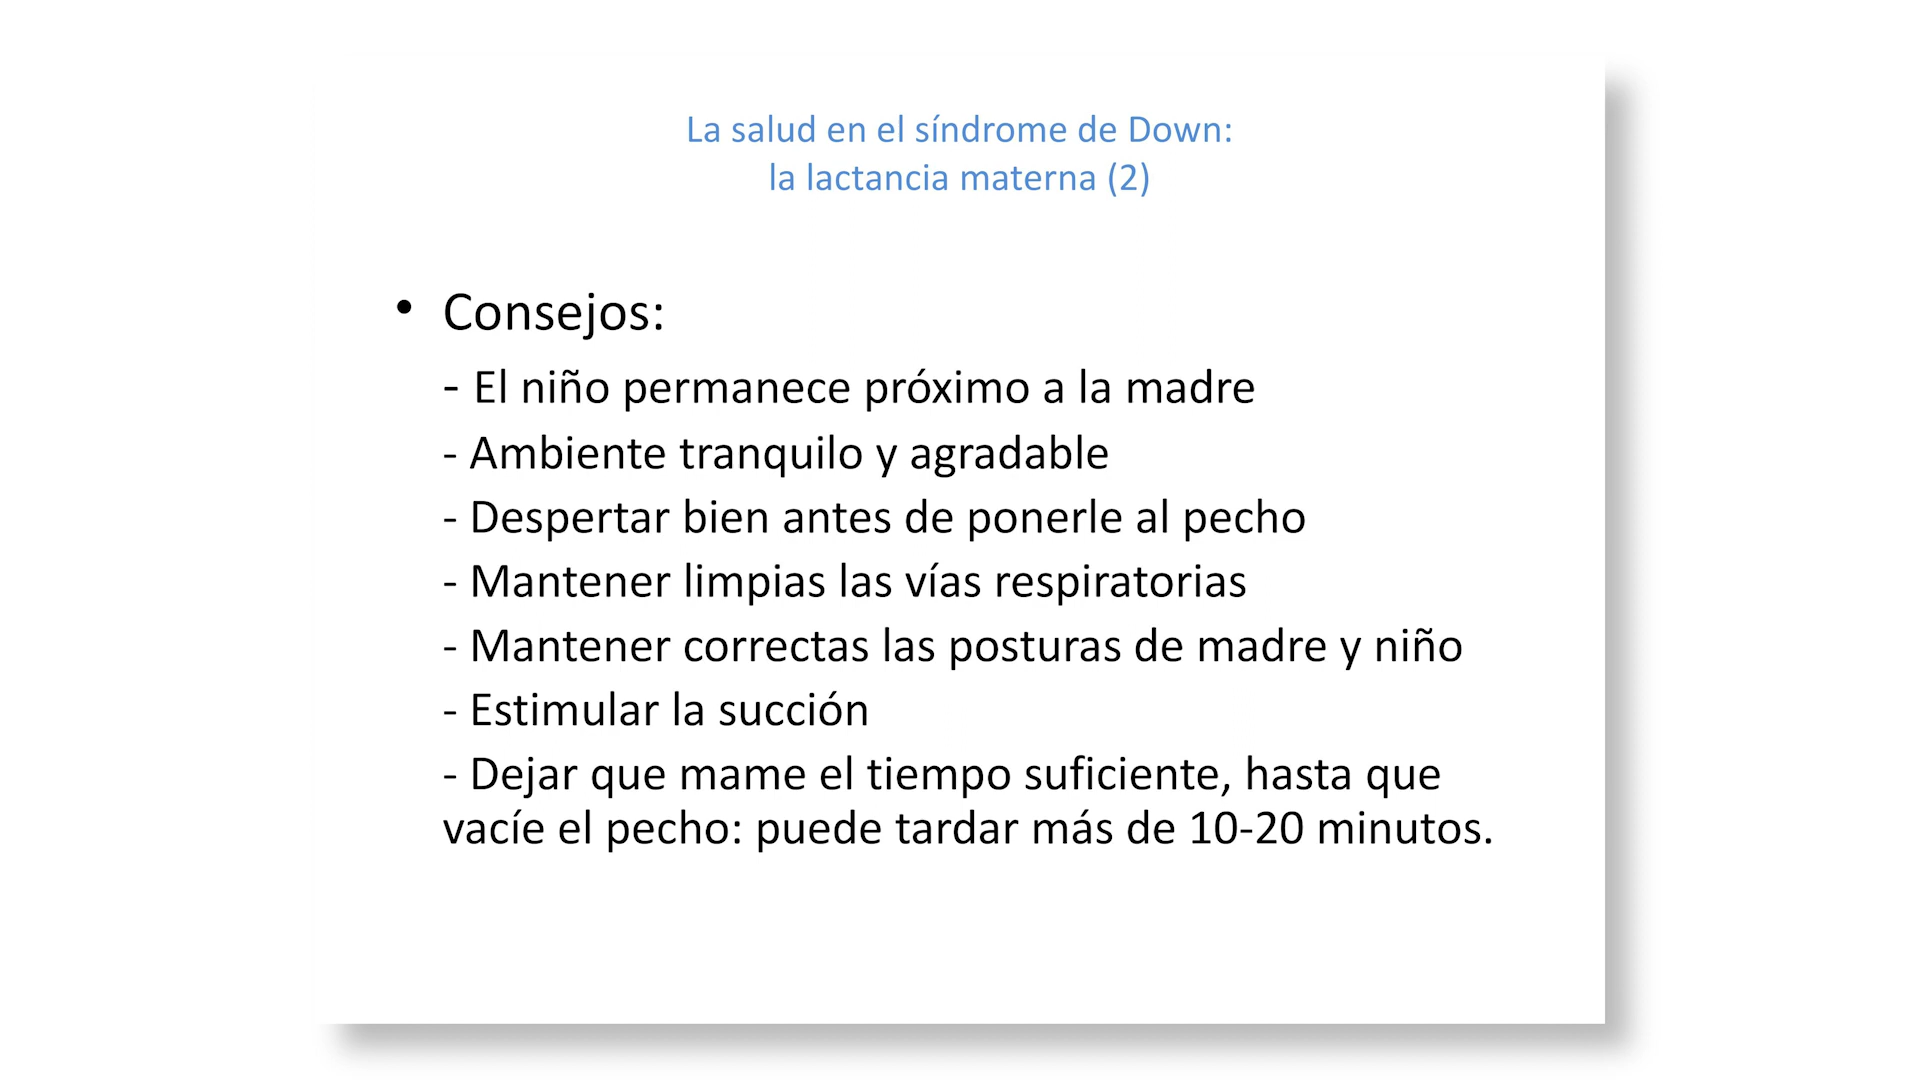 La salud en el síndrome de Down:
la lactancia materna (2)
• Consejos:
- El niño permanece próximo a la madre
- Ambiente tranquilo y agradable
- Despertar bien antes de ponerle al pecho
- Mantener limpias las vías respiratorias
- Mantener correctas las posturas de madre y niño
- Estimular la succión
- Dejar que mame el tiempo suficiente, hasta que
vacíe el pecho: puede tardar más de 10-20 minutos.